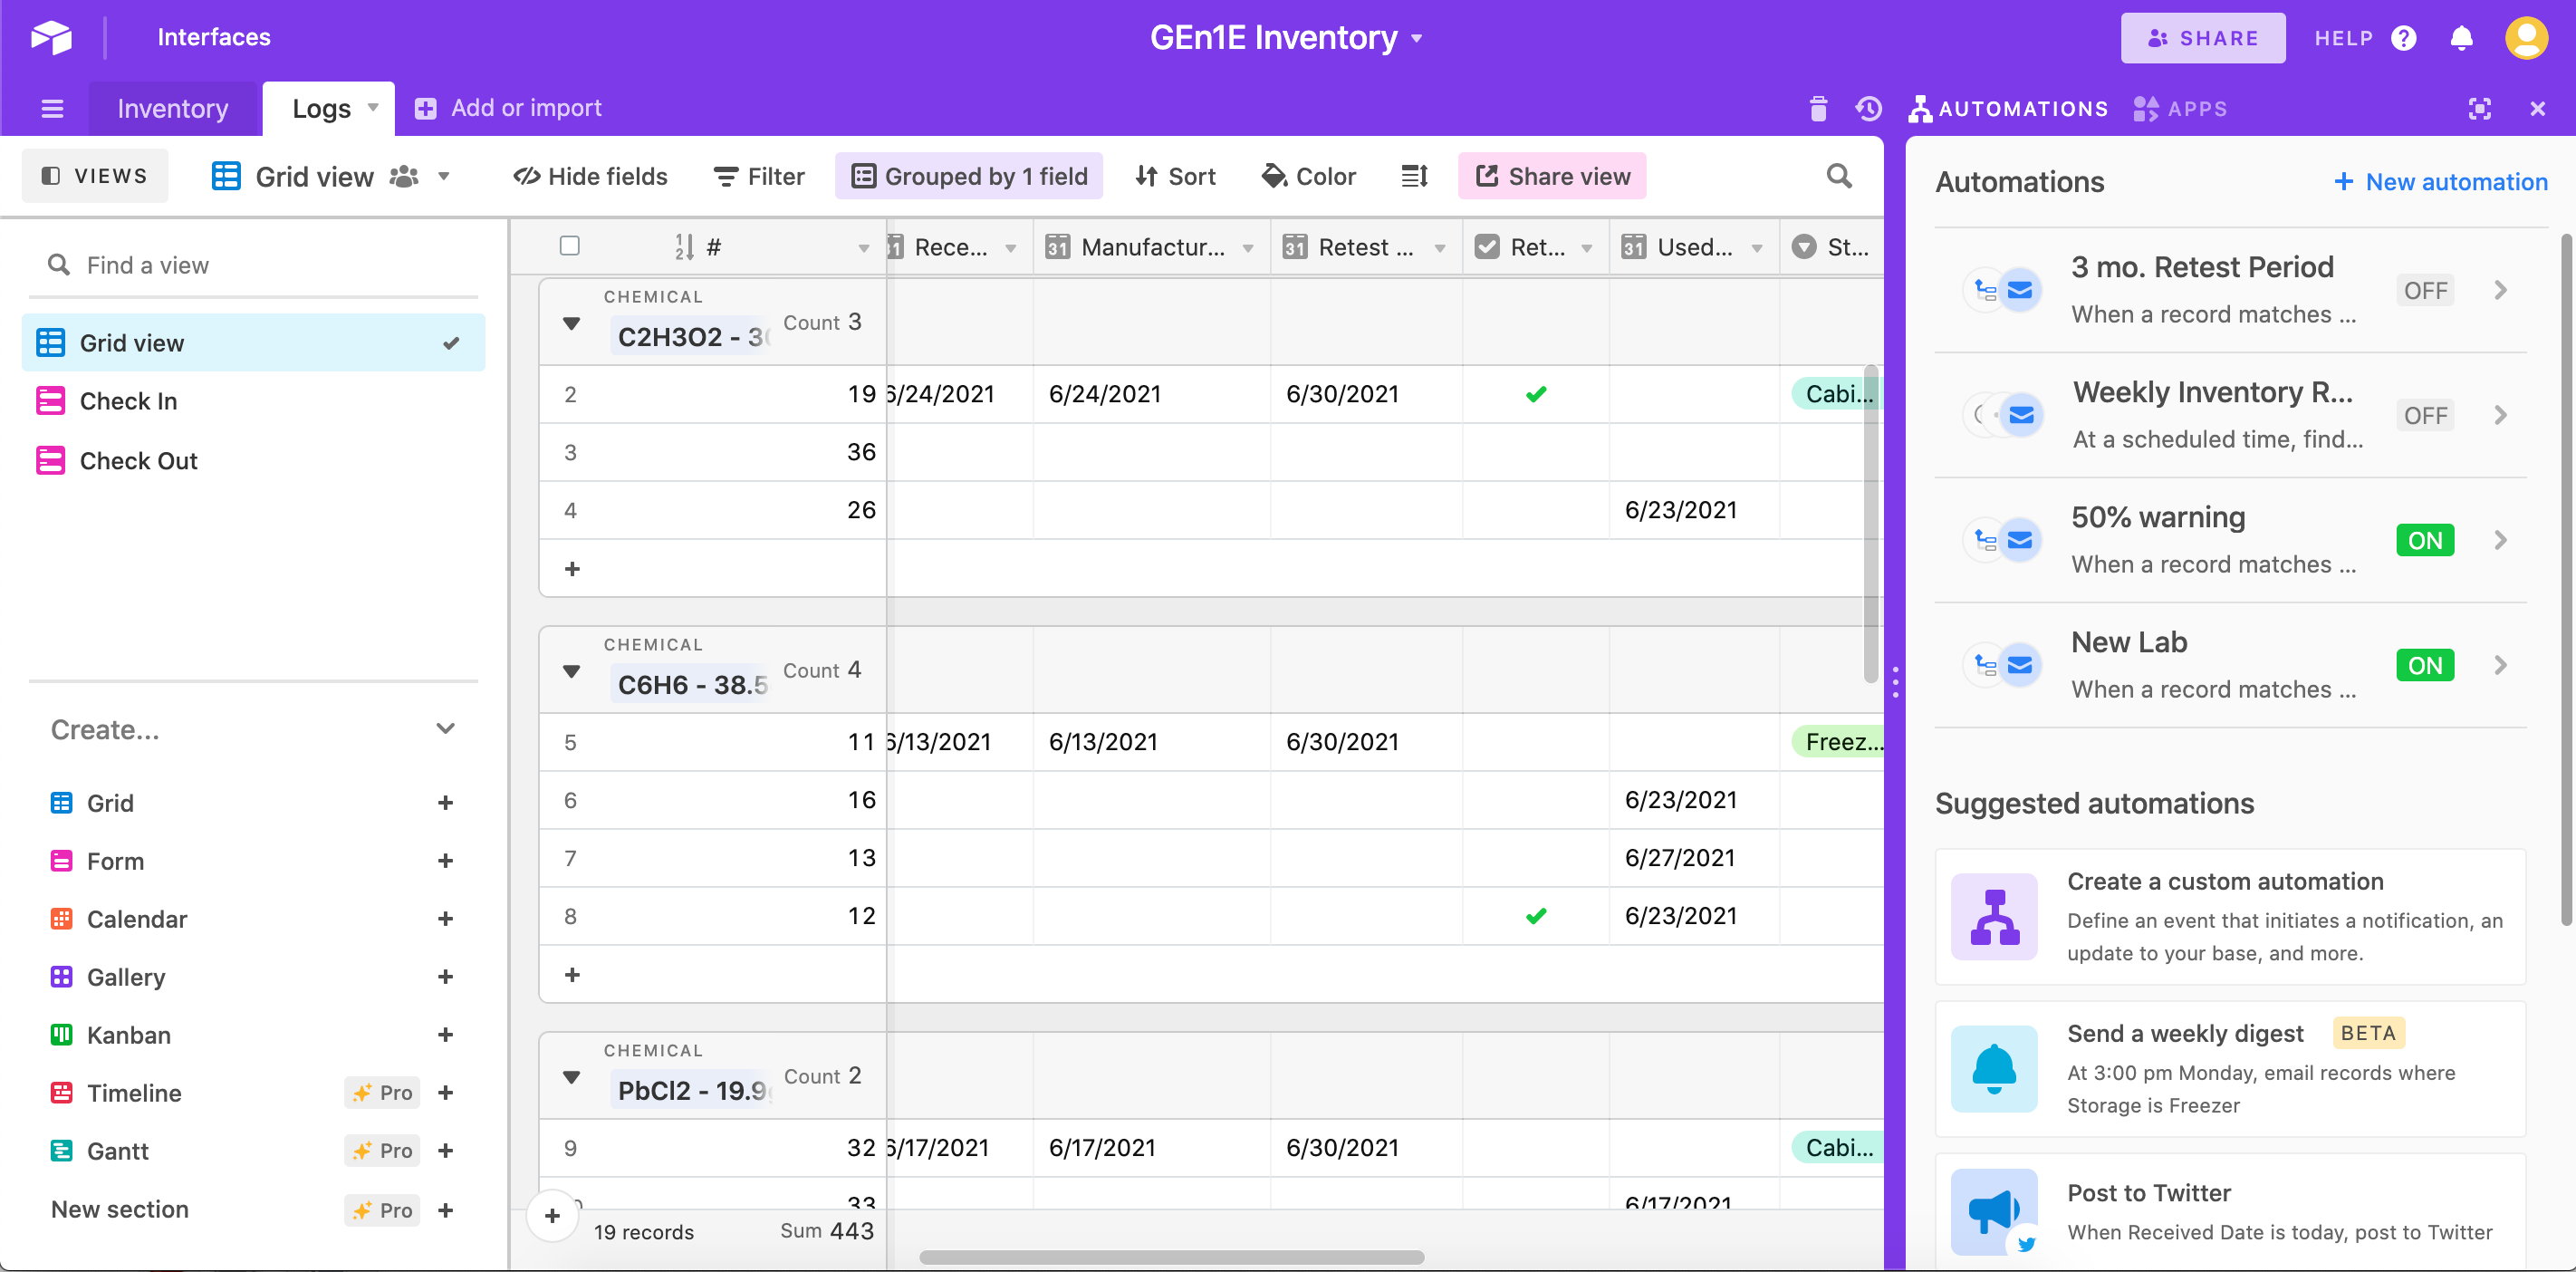 Interfaces
GEn1E Inventory
SHARE
HELP
Inventory
Logs
Add or import
AUTOMATIONS
APPS
VIEWS
Grid view
Hide fields
Filter
Grouped by 1 field
Sort
Color
Share view
Find a view
Grid view
Check In
Check Out
Create...
Grid
Form
Calendar
Gallery
Kanban
Timeline Pro
Gantt Pro
New section Pro
# Rece... Manufactur... Retest ... Ret... Used... St...
CHEMICAL
C2H3O2 - 30 Count 3
2 19 6/24/2021 6/24/2021 6/30/2021 Cabi...
3 36
4 26 6/23/2021
+
CHEMICAL
C6H6 - 38.5 Count 4
5 11 6/13/2021 6/13/2021 6/30/2021 Freez...
6 16 6/23/2021
7 13 6/27/2021
8 12 6/23/2021
+
CHEMICAL
PbCl2 - 19.9g Count 2
9 32 6/17/2021 6/17/2021 6/30/2021 Cabi...
33 6/17/2021
19 records Sum 443
Automations
+ New automation
3 mo. Retest Period
When a record matches ...
OFF
Weekly Inventory R...
At a scheduled time, find...
OFF
50% warning
When a record matches ...
ON
New Lab
When a record matches ...
ON
Suggested automations
Create a custom automation
Define an event that initiates a notification, an
update to your base, and more.
Send a weekly digest BETA
At 3:00 pm Monday, email records where
Storage is Freezer
Post to Twitter
When Received Date is today, post to Twitter